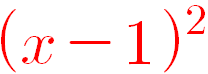 (x − 1)²